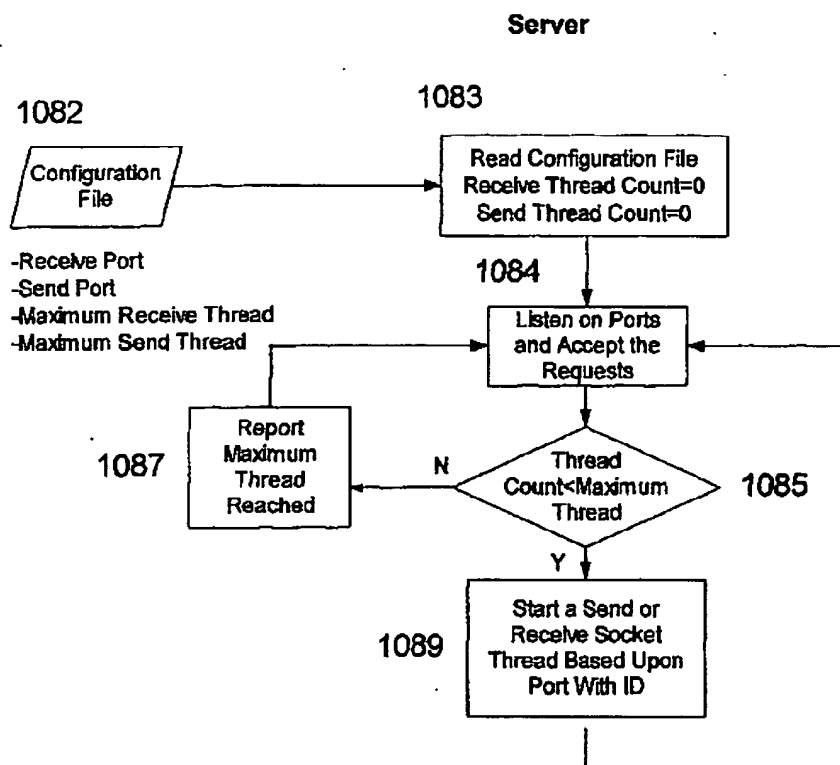 Server
1082
1083
Configuration
File
Read Configuration File
Receive Thread Count=0
Send Thread Count=0
-Receive Port
-Send Port
-Maximum Receive Thread
-Maximum Send Thread
1084
Listen on Ports
and Accept the
Requests
1087
Report
Maximum
Thread
Reached
N
Thread
Count<Maximum
Thread
1085
Y
1089
Start a Send or
Receive Socket
Thread Based Upon
Port With ID